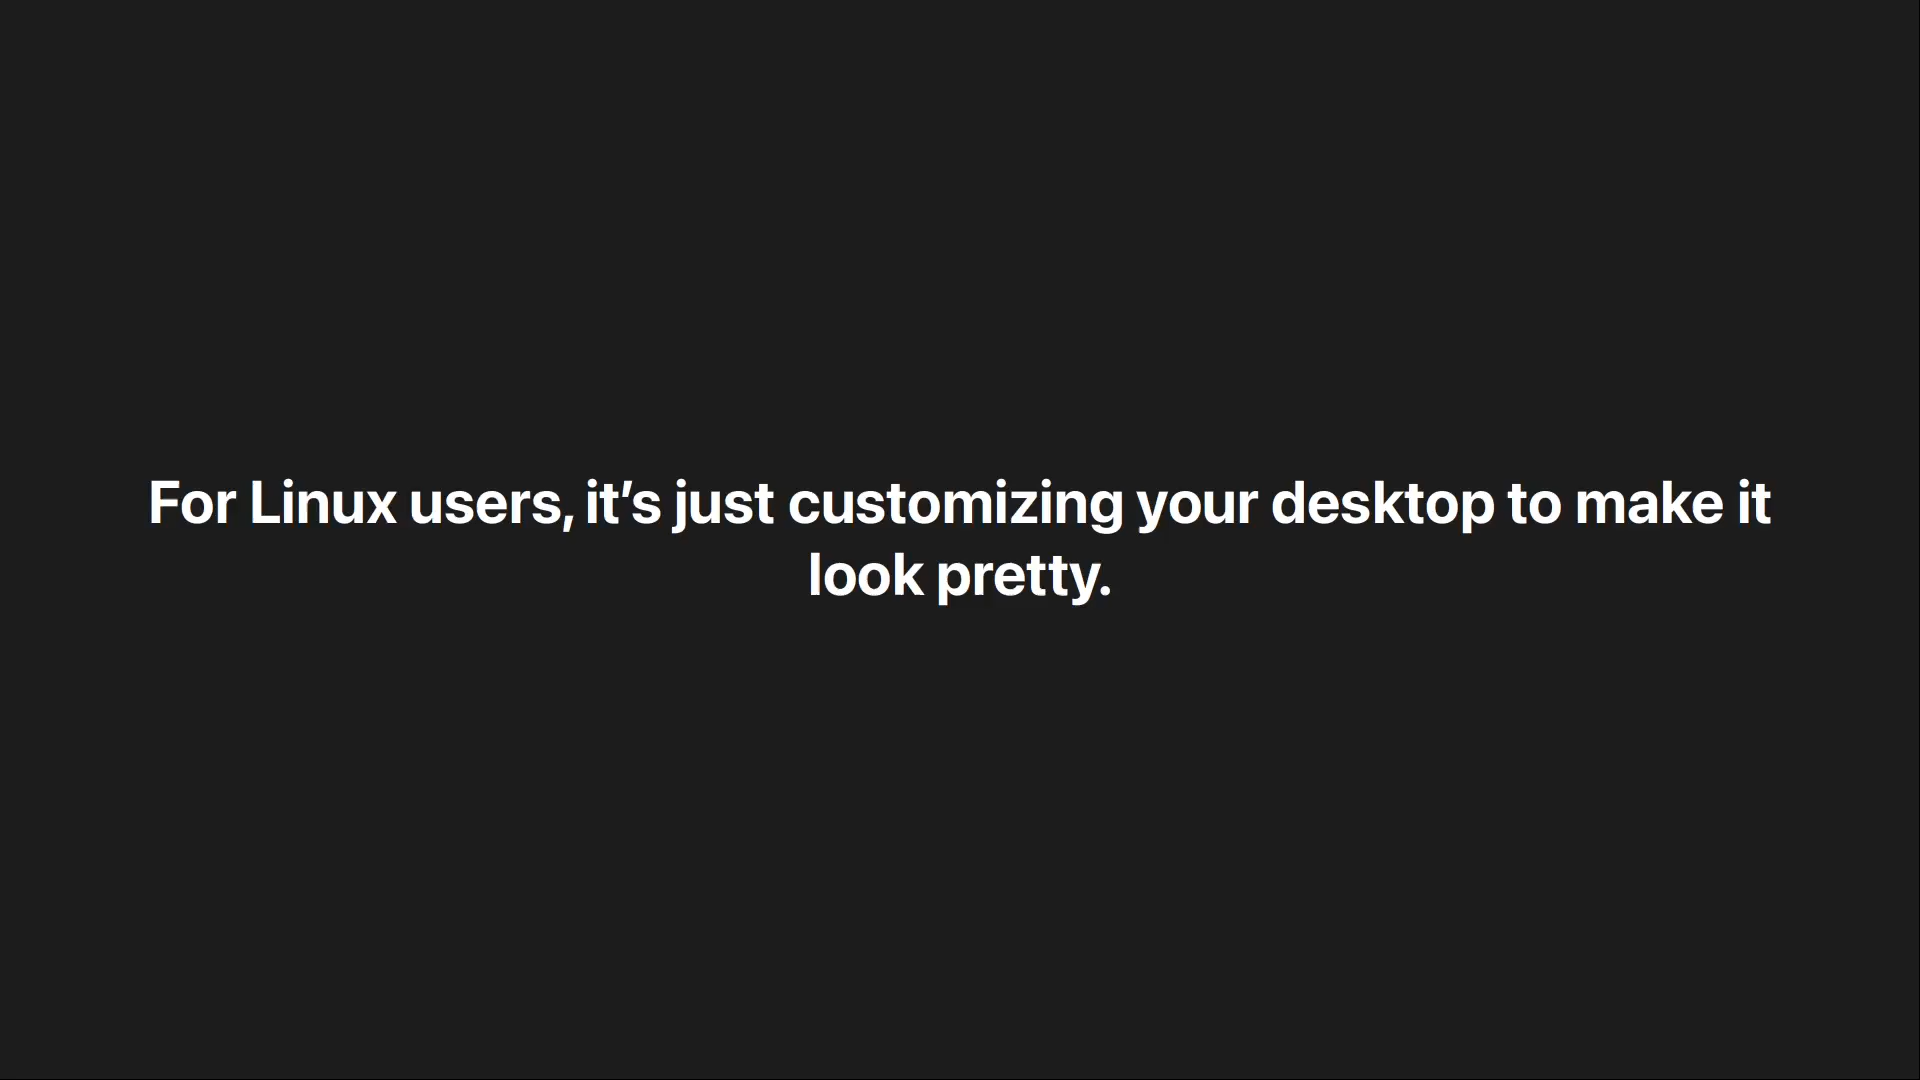 For Linux users, it’s just customizing your desktop to make it
look pretty.